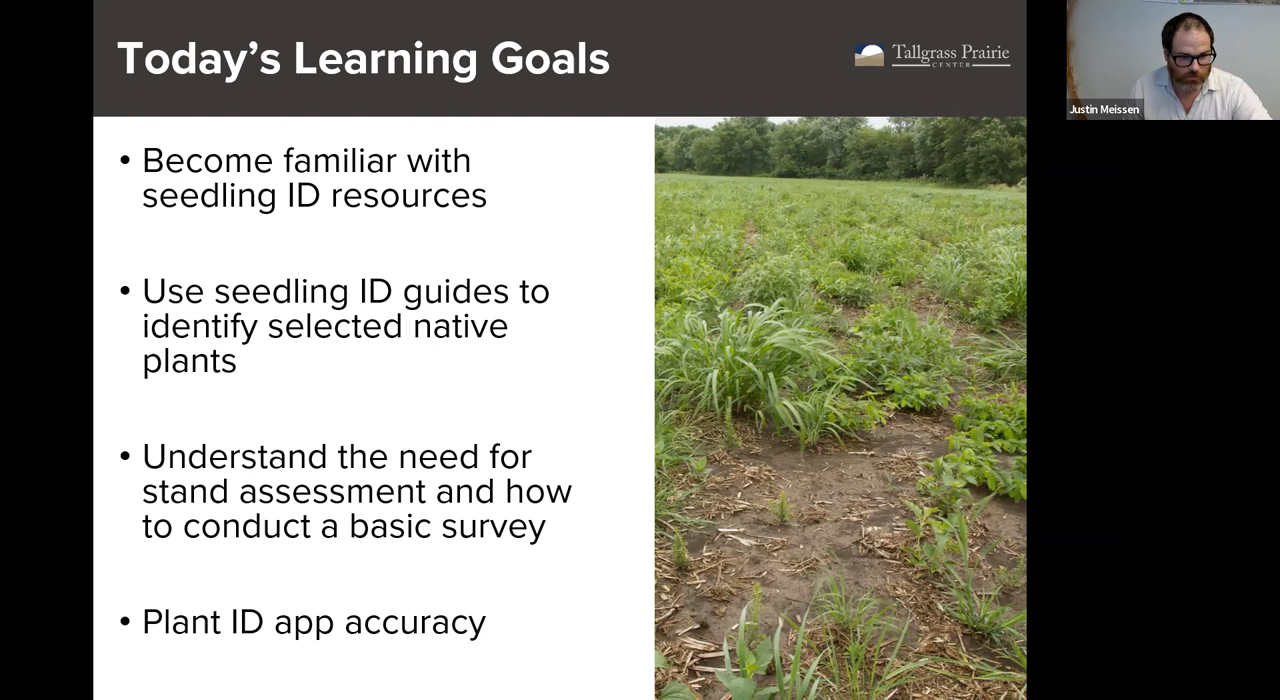 Today's Learning Goals
Tallgrass Prairie
CENTER
Justin Meissen
• Become familiar with
seedling ID resources
• Use seedling ID guides to
identify selected native
plants
• Understand the need for
stand assessment and how
to conduct a basic survey
• Plant ID app accuracy